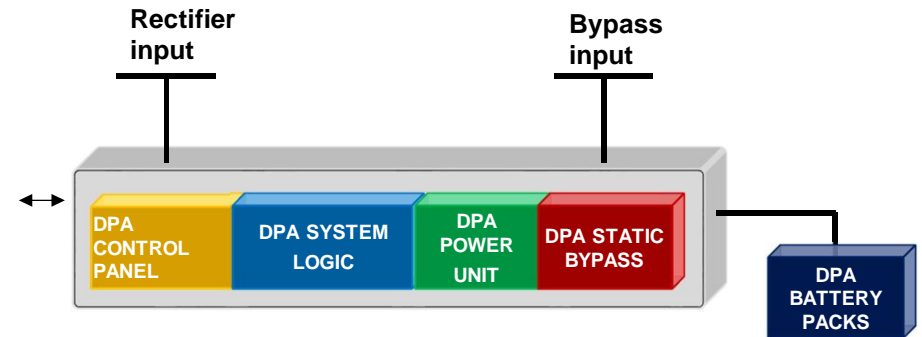 Rectifier
input
Bypass
input
DPA
CONTROL
PANEL
DPA SYSTEM
LOGIC
DPA
POWER
UNIT
DPA STATIC
BYPASS
DPA
BATTERY
PACKS